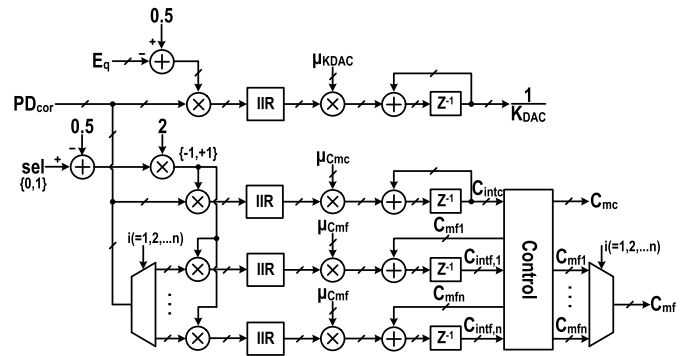 0.5
+
E_q
−
+
μ_KDAC
PD_cor
×
IIR
×
+
Z⁻¹
1
K_DAC
0.5
−
2
{-1,+1}
sel
+
+
×
{0,1}
μ_Cmc
×
IIR
×
+
Z⁻¹
C_intc
C_mc
μ_Cmf
C_mf1
i(=1,2,...n)
×
IIR
×
+
Z⁻¹
C_intf,1
Control
C_mf1
i(=1,2,...n)
μ_Cmf
C_mfn
C_mf
×
IIR
×
+
Z⁻¹
C_intf,n
C_mfn